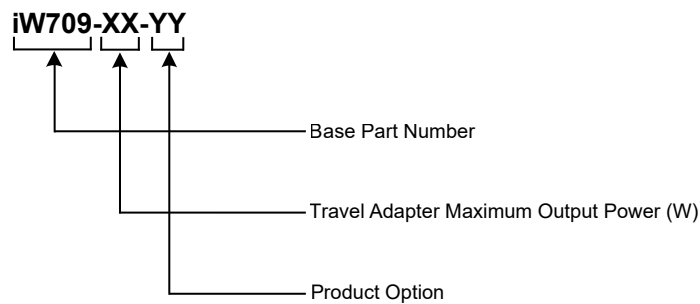 iW709-XX-YY
Base Part Number
Travel Adapter Maximum Output Power (W)
Product Option